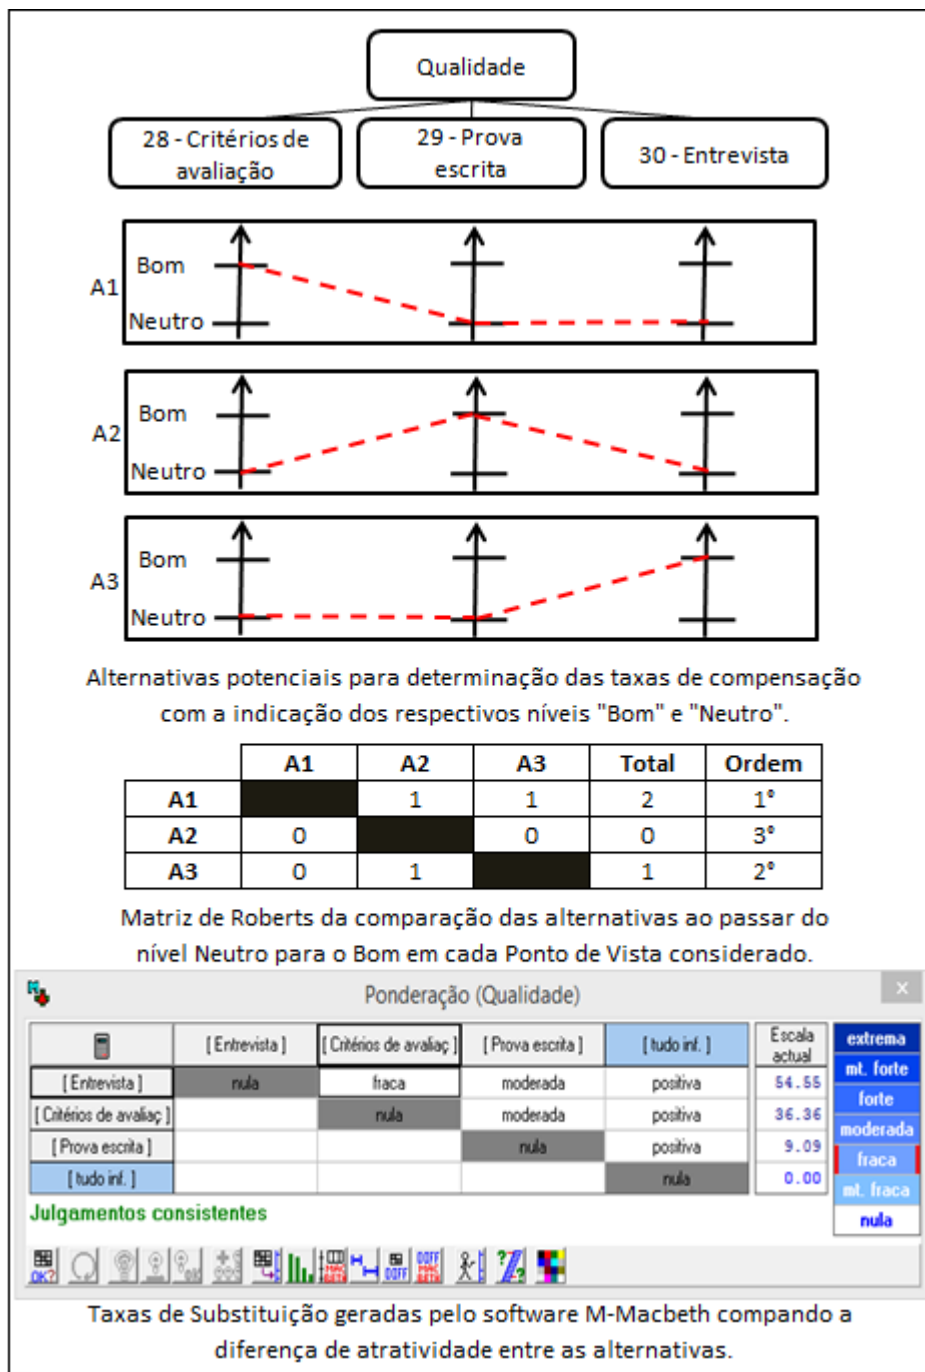 Qualidade
28 - Critérios de
avaliação
29 - Prova
escrita
30 - Entrevista
A1
Bom
Neutro
A2
Bom
Neutro
A3
Bom
Neutro
Alternativas potenciais para determinação das taxas de compensação
com a indicação dos respectivos níveis "Bom" e "Neutro".
A1 A2 A3 Total Ordem
A1 1 1 2 1º
A2 0 0 0 3º
A3 0 1 1 2º
Matriz de Roberts da comparação das alternativas ao passar do
nível Neutro para o Bom em cada Ponto de Vista considerado.
Ponderação (Qualidade)
[ Entrevista ] [ Critérios de avaliaç ] [ Prova escrita ] [ tudo inf. ] Escala actual
[ Entrevista ] nula fraca moderada positiva 54.55
[ Critérios de avaliaç ] nula moderada positiva 36.36
[ Prova escrita ] nula positiva 9.09
[ tudo inf. ] nula 0.00
extrema
mt. forte
forte
moderada
fraca
mt. fraca
nula
Julgamentos consistentes
Taxas de Substituição geradas pelo software M-Macbeth compando a
diferença de atratividade entre as alternativas.